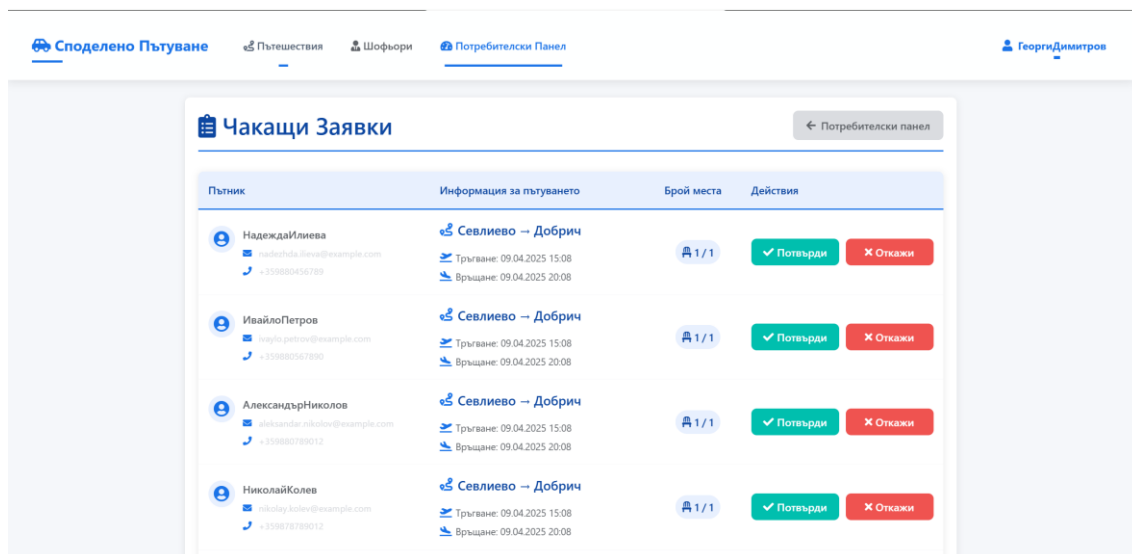 Споделено Пътуване
Пътешествия
Шофьори
Потребителски Панел
ГеоргиДимитров
Чакащи Заявки
← Потребителски панел
Пътник Информация за пътуването Брой места Действия
НадеждаИлиева
nadezhda.ilieva@example.com
+359880456789
Севлиево → Добрич
Тръгване: 09.04.2025 15:08
Връщане: 09.04.2025 20:08
1 / 1
Потвърди
Откажи
ИвайлоПетров
ivaylo.petrov@example.com
+359880567890
Севлиево → Добрич
Тръгване: 09.04.2025 15:08
Връщане: 09.04.2025 20:08
1 / 1
Потвърди
Откажи
АлександърНиколов
aleksandar.nikolov@example.com
+359880789012
Севлиево → Добрич
Тръгване: 09.04.2025 15:08
Връщане: 09.04.2025 20:08
1 / 1
Потвърди
Откажи
НиколайКолев
nikolay.kolev@example.com
+359878789012
Севлиево → Добрич
Тръгване: 09.04.2025 15:08
Връщане: 09.04.2025 20:08
1 / 1
Потвърди
Откажи